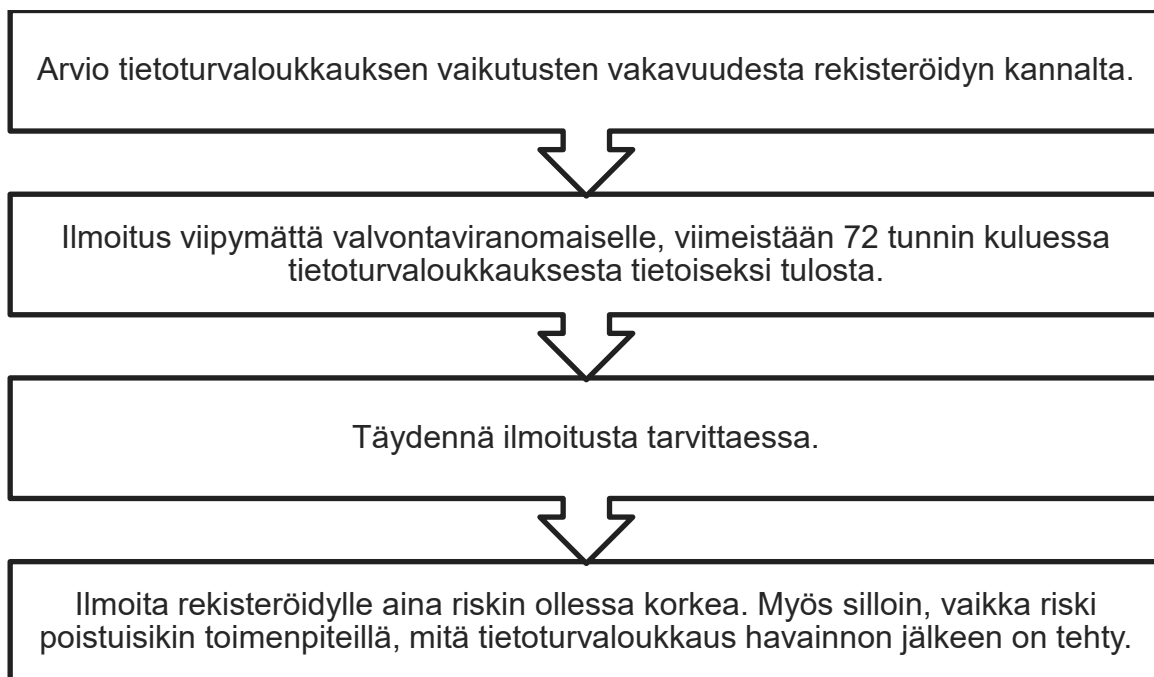 Arvio tietoturvaloukkauksen vaikutusten vakavuudesta rekisteröidyn kannalta.
Ilmoitus viipymättä valvontaviranomaiselle, viimeistään 72 tunnin kuluessa
tietoturvaloukkauksesta tietoiseksi tulosta.
Täydennä ilmoitusta tarvittaessa.
Ilmoita rekisteröidylle aina riskin ollessa korkea. Myös silloin, vaikka riski
poistuisikin toimenpiteillä, mitä tietoturvaloukkaus havainnon jälkeen on tehty.